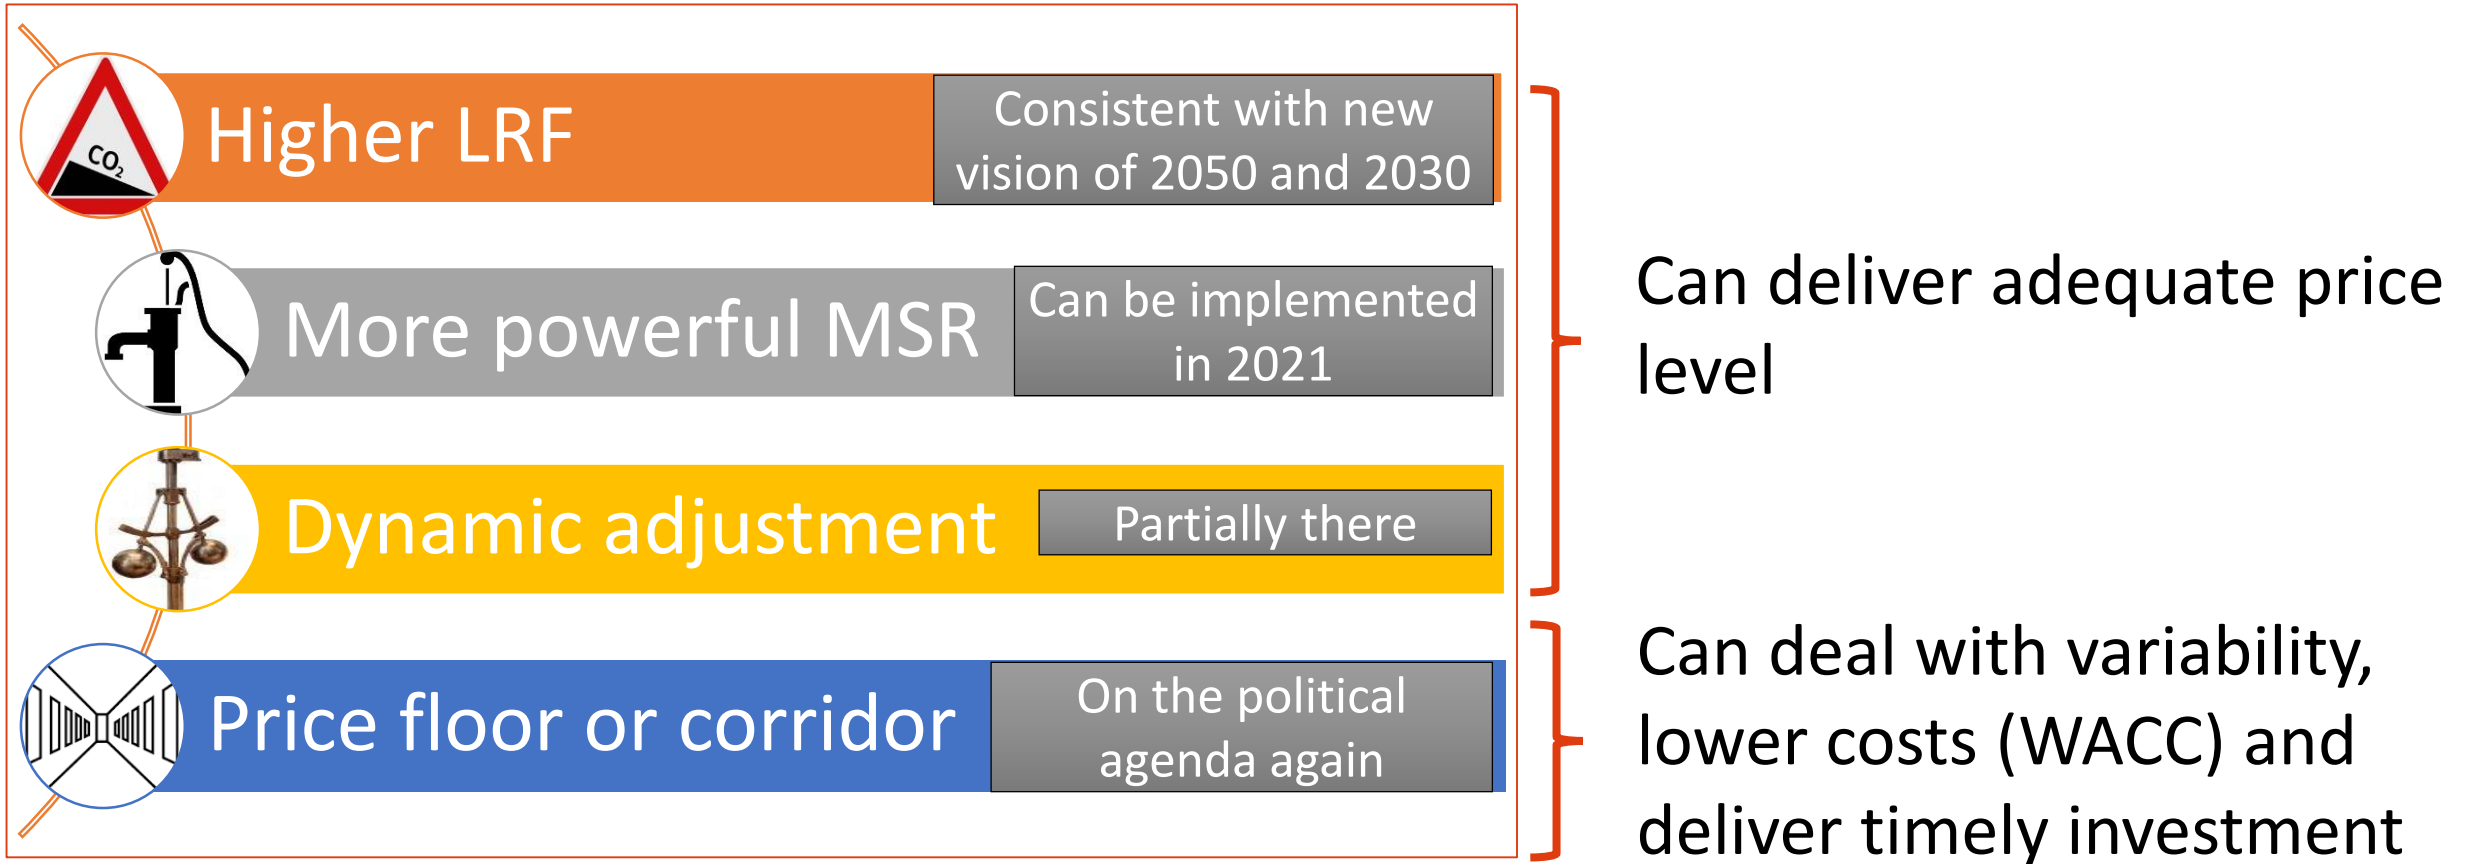 CO2
Higher LRF
Consistent with new
vision of 2050 and 2030
More powerful MSR
Can be implemented
in 2021
Dynamic adjustment
Partially there
Price floor or corridor
On the political
agenda again
Can deliver adequate price
level
Can deal with variability,
lower costs (WACC) and
deliver timely investment